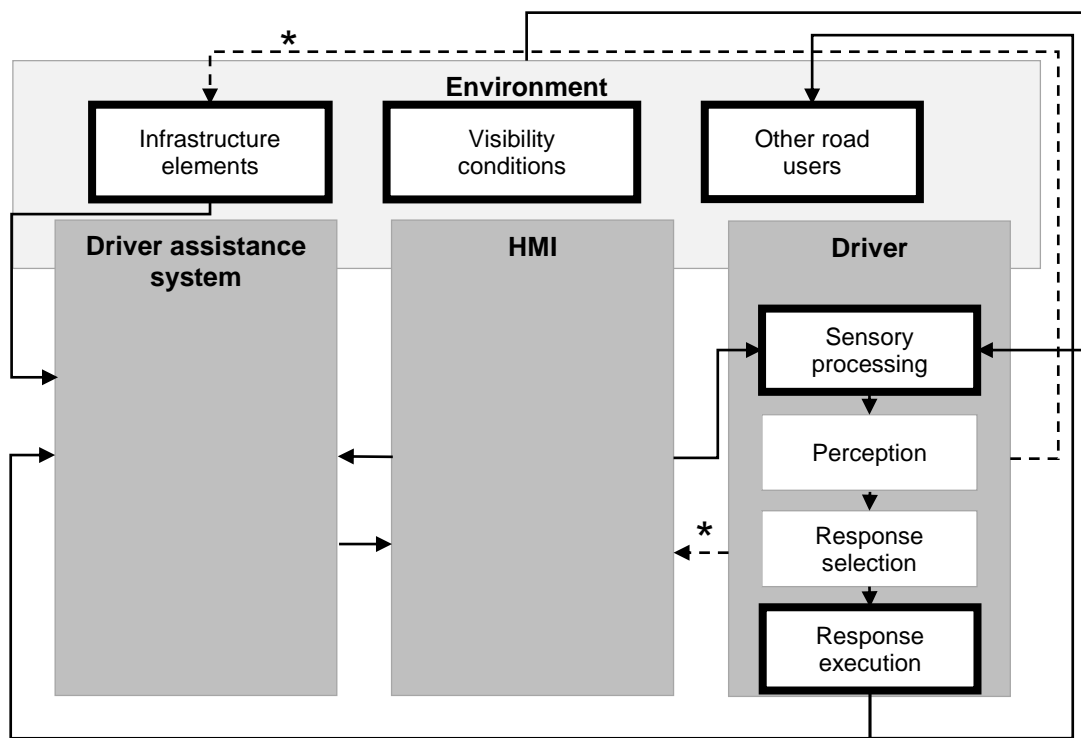 *
Environment
Infrastructure
elements
Visibility
conditions
Other road
users
Driver assistance
system
HMI
Driver
Sensory
processing
Perception
*
Response
selection
Response
execution